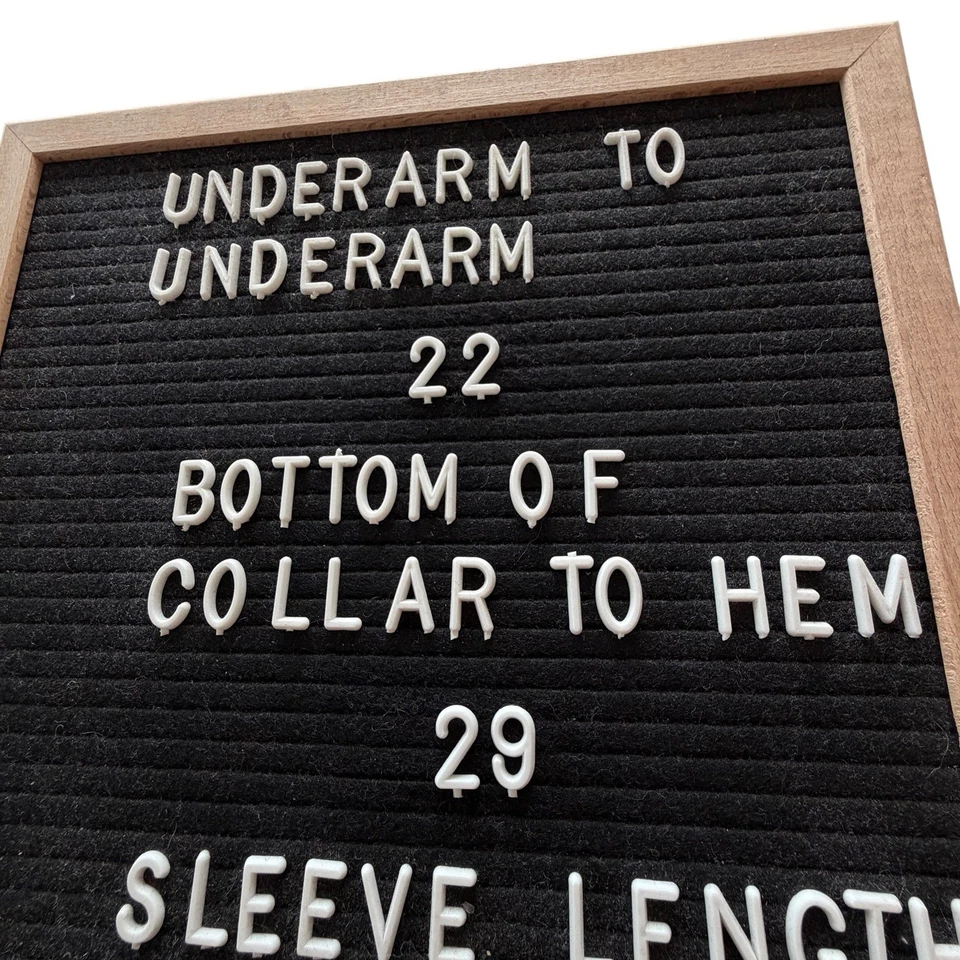 UNDERARM TO
UNDERARM
22
BOTTOM OF
COLLAR TO HEM
29
SLEEVE LENGTH